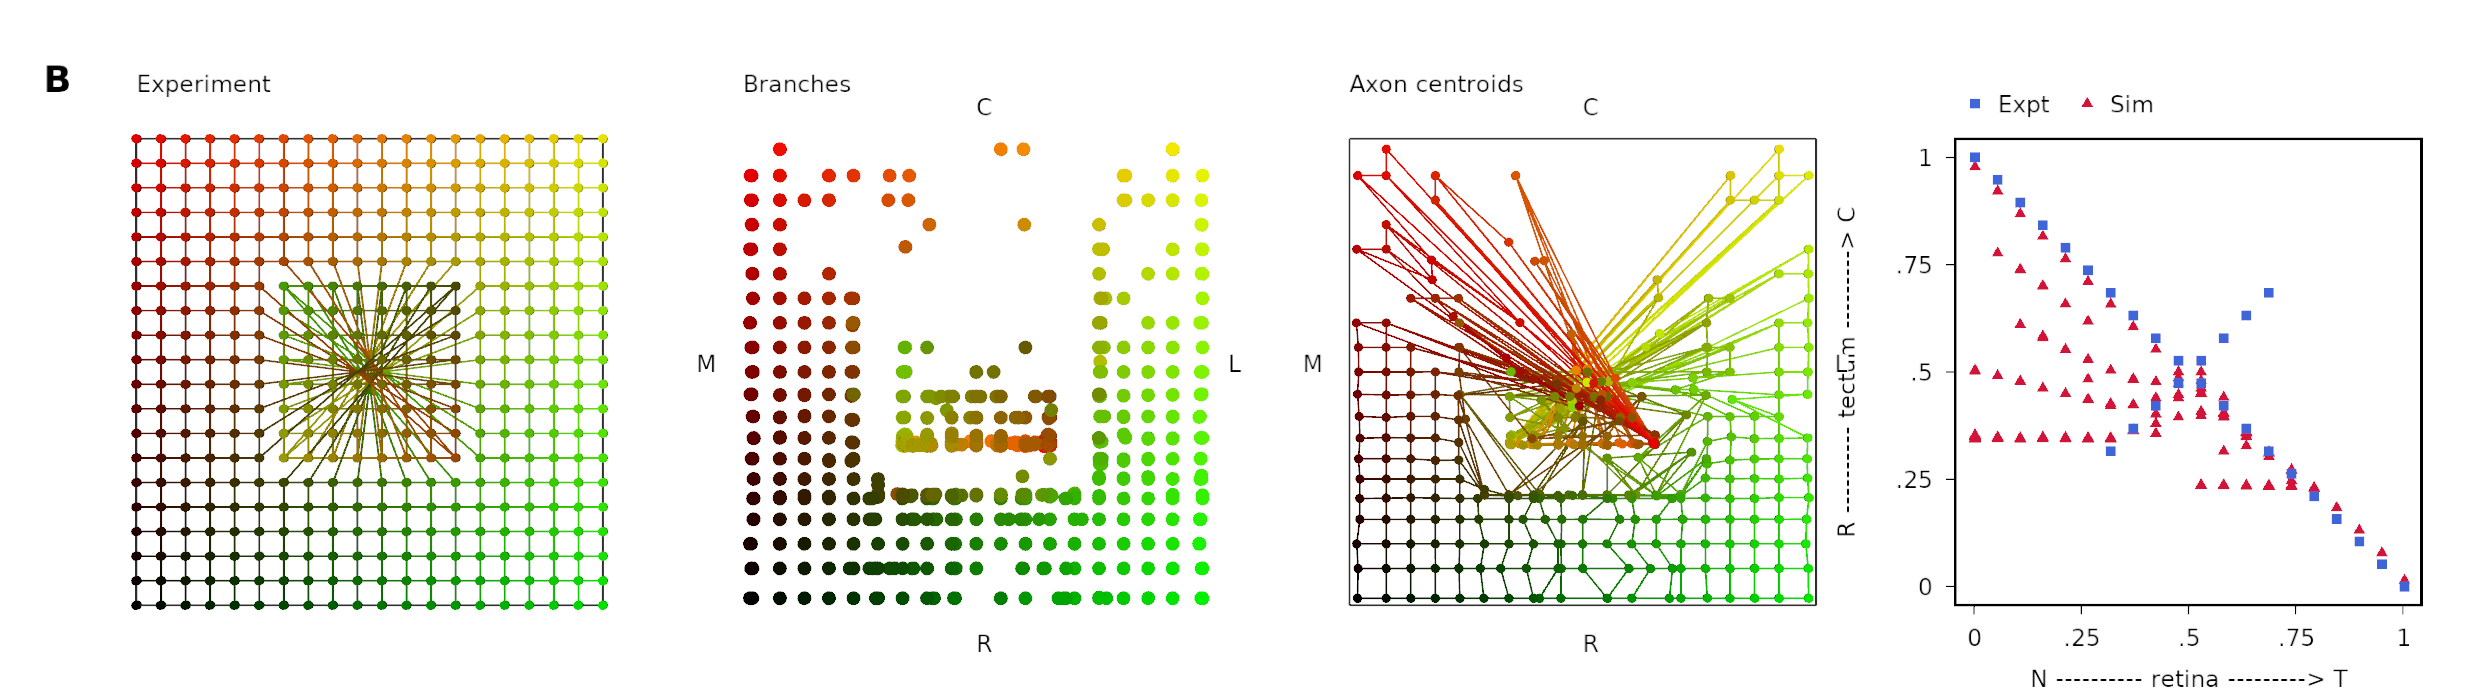 B
Experiment
Branches
C
M
L
R
Axon centroids
C
M
L
R
Expt
Sim
R --------- tectum ---------> C
1
.75
.5
.25
0
0
.25
.5
.75
1
N ---------- retina ---------> T